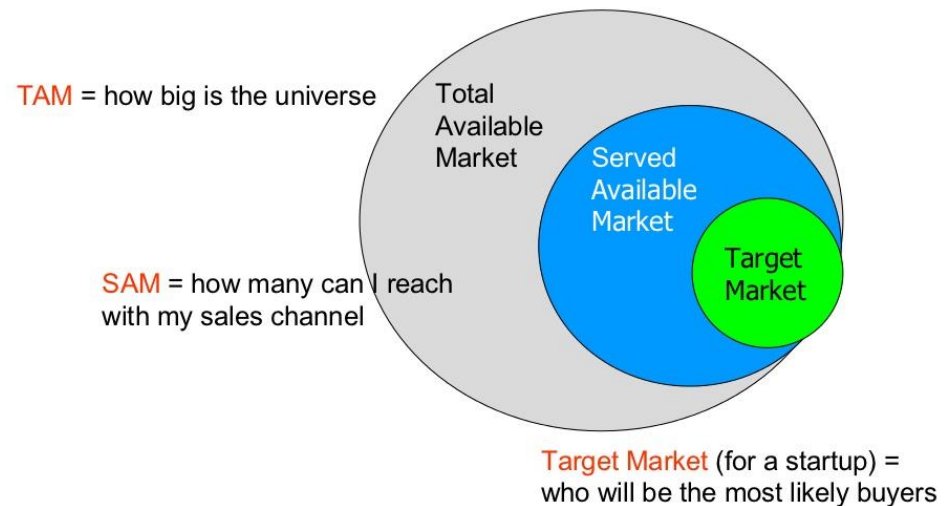 TAM = how big is the universe
Total
Available
Market
Served
Available
Market
Target
Market
SAM = how many can I reach
with my sales channel
Target Market (for a startup) =
who will be the most likely buyers